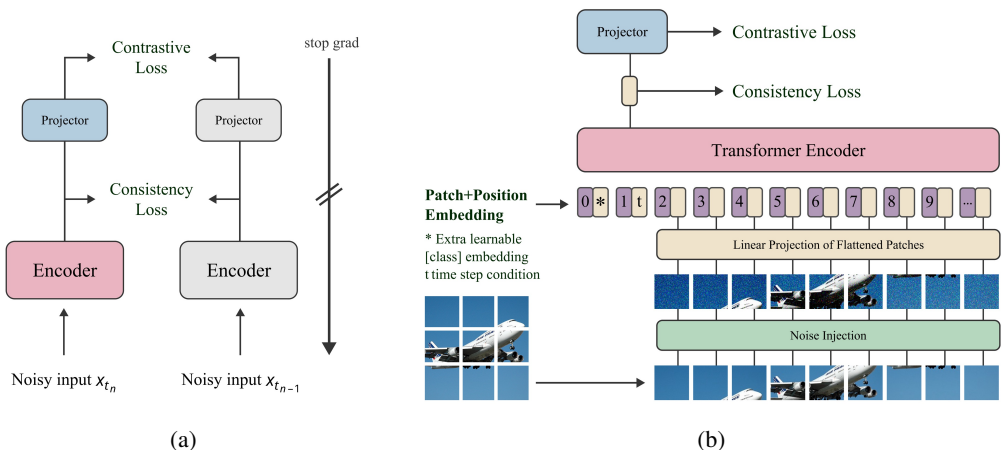 Contrastive
Loss
stop grad
Projector
Projector
Consistency
Loss
Encoder
Encoder
Noisy input x_{t_n}
Noisy input x_{t_{n-1}}
(a)
Projector
Contrastive Loss
Consistency Loss
Transformer Encoder
Patch+Position
Embedding
0 * 1 t 2 3 4 5 6 7 8 9 ...
* Extra learnable
[class] embedding
t time step condition
Linear Projection of Flattened Patches
Noise Injection
(b)